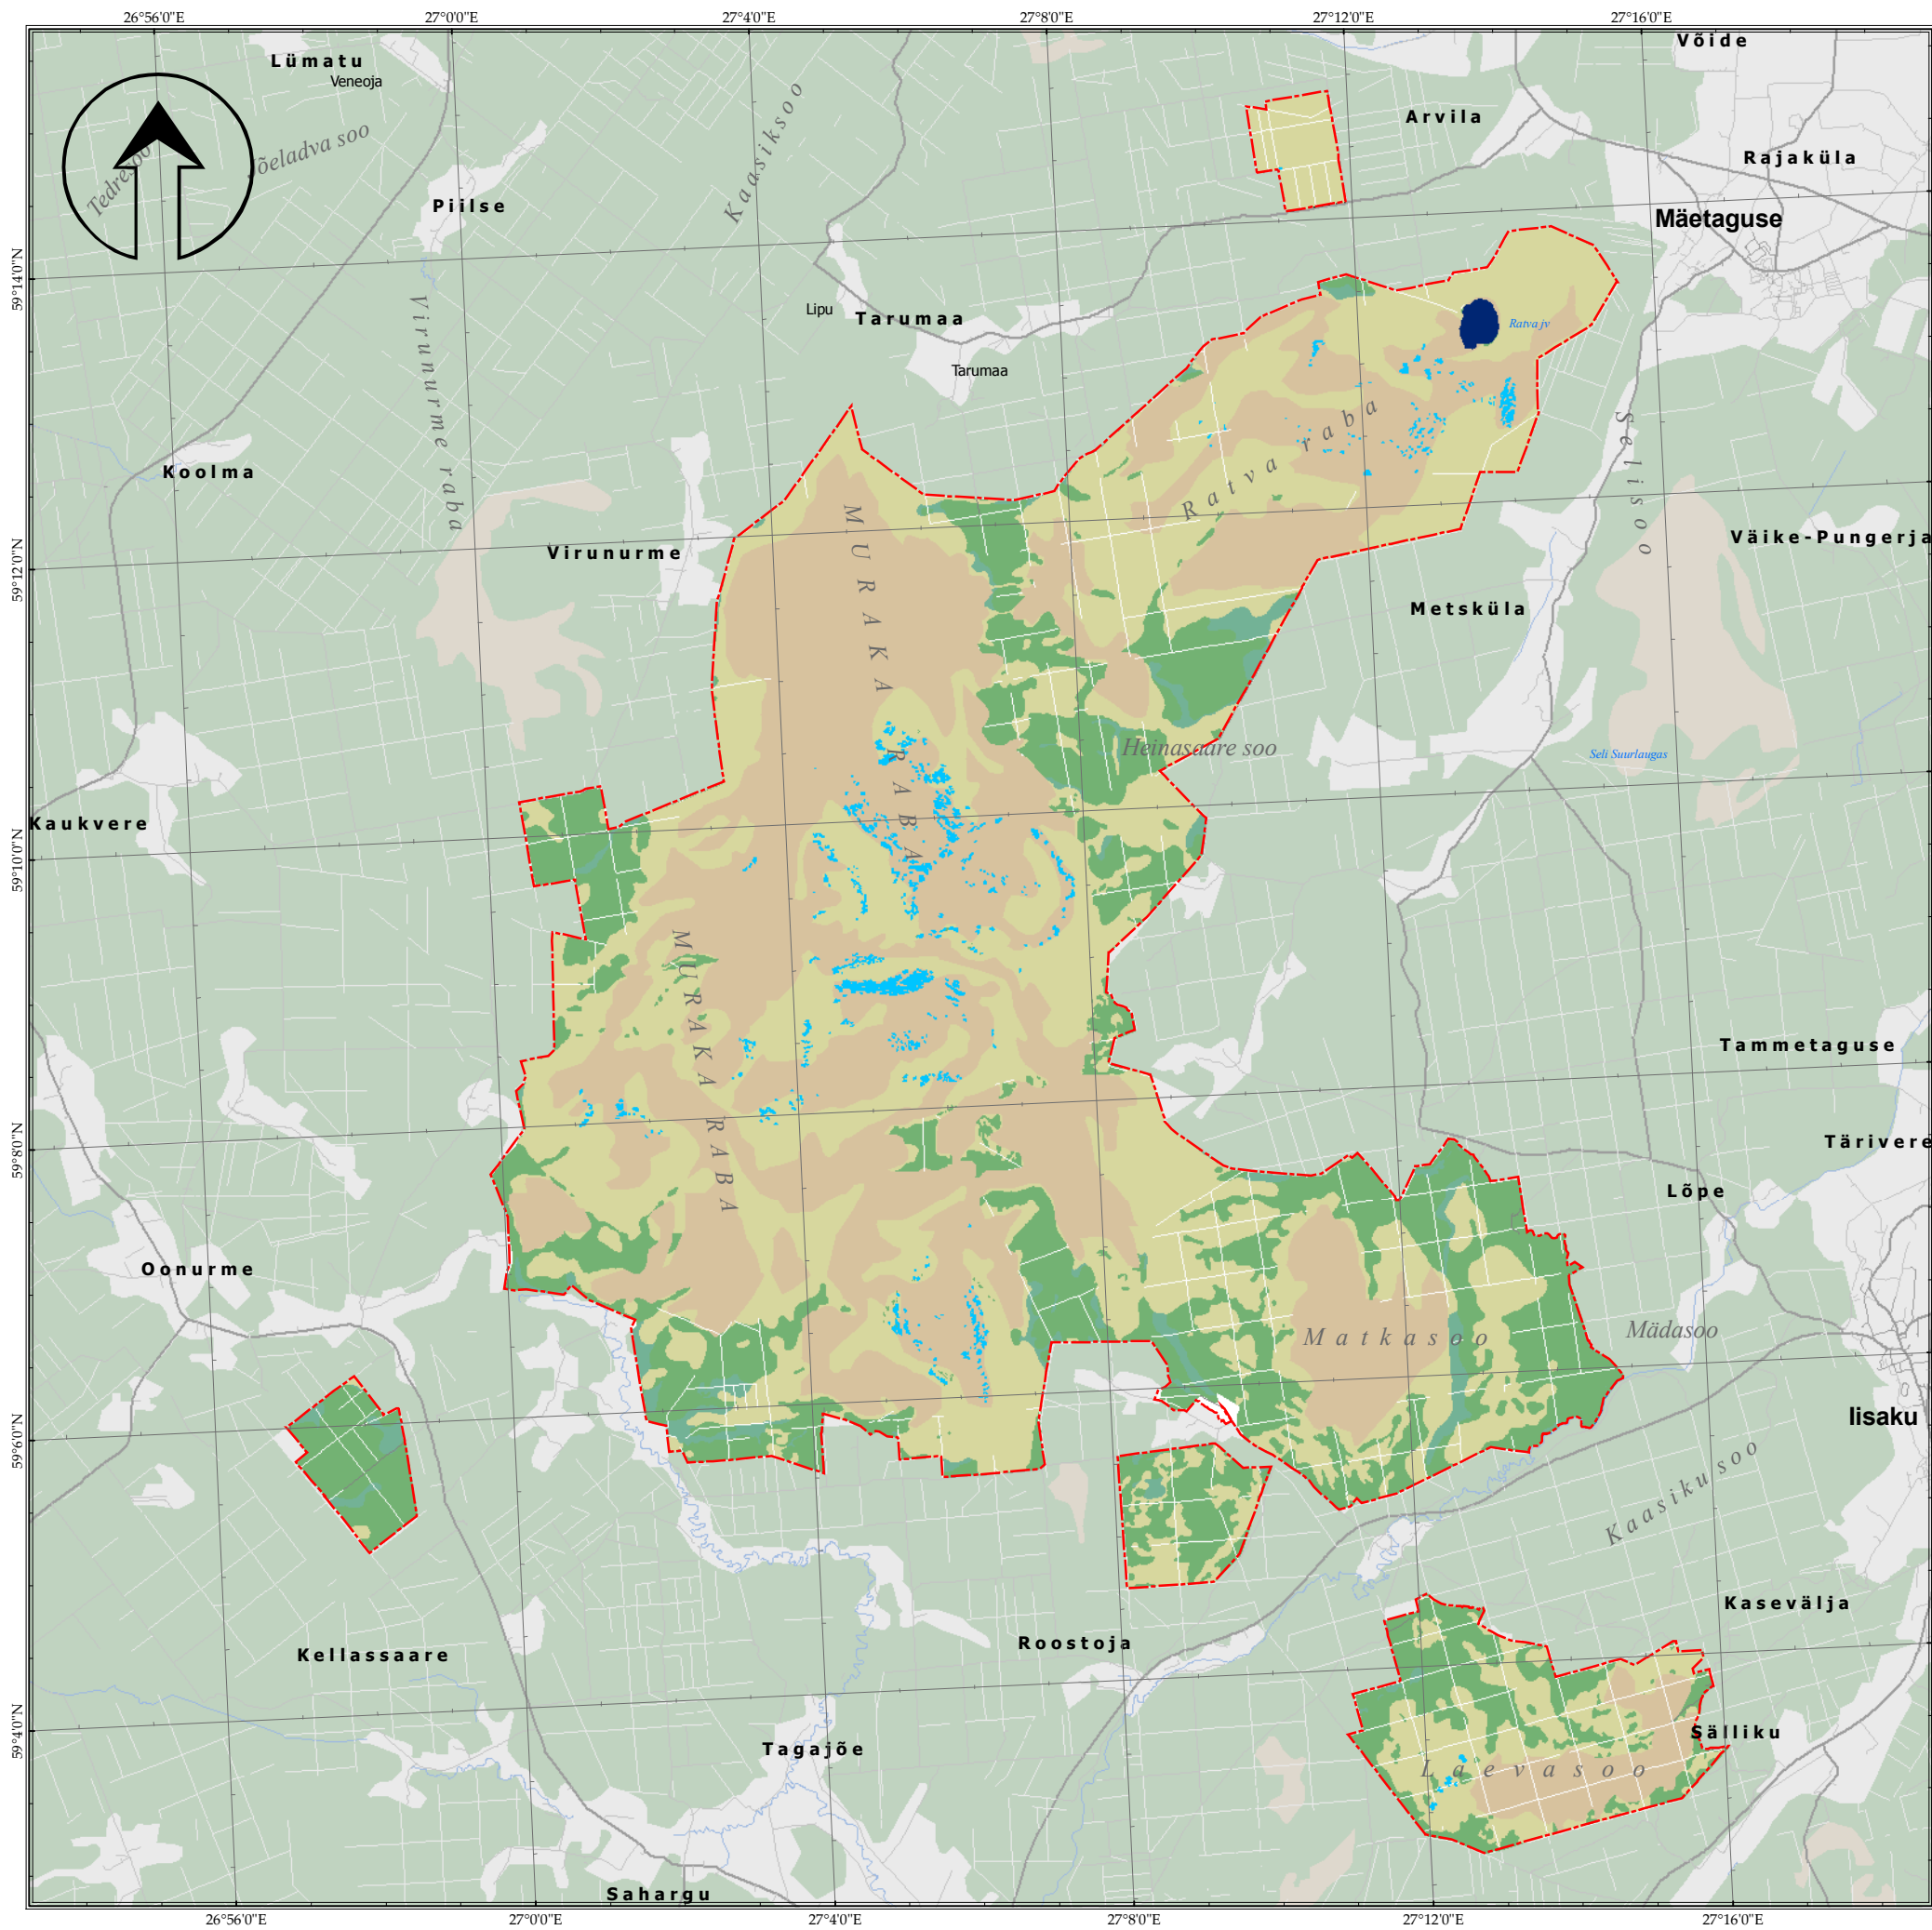 26°56'0"E
27°0'0"E
27°4'0"E
27°8'0"E
27°12'0"E
27°16'0"E
Võide
Lümatu
Veneoja
Arvila
Tedresoo
Jõeladva soo
Kaasiksoo
Rajaküla
Piilse
Mäetaguse
59°14'0"N
Virunurme raba
Lipu
Tarumaa
Ratva jv
Tarumaa
Ratva raba
Selisoo
Koolma
MURAKA RABA
Väike-Pungerja
Virunurme
59°12'0"N
Metsküla
Heinasaare soo
Seli Suurlaugas
Kaukvere
59°10'0"N
MURAKA RABA
Tammetaguse
59°8'0"N
Tärivere
Lõpe
Oonurme
Matkasoo
Mädasoo
59°6'0"N
Iisaku
Kaasiku soo
Kasevälja
Roostoja
Kellassaare
59°4'0"N
Sälliku
Tagajõe
Laevasoo
Sahargu
26°56'0"E
27°0'0"E
27°4'0"E
27°8'0"E
27°12'0"E
27°16'0"E